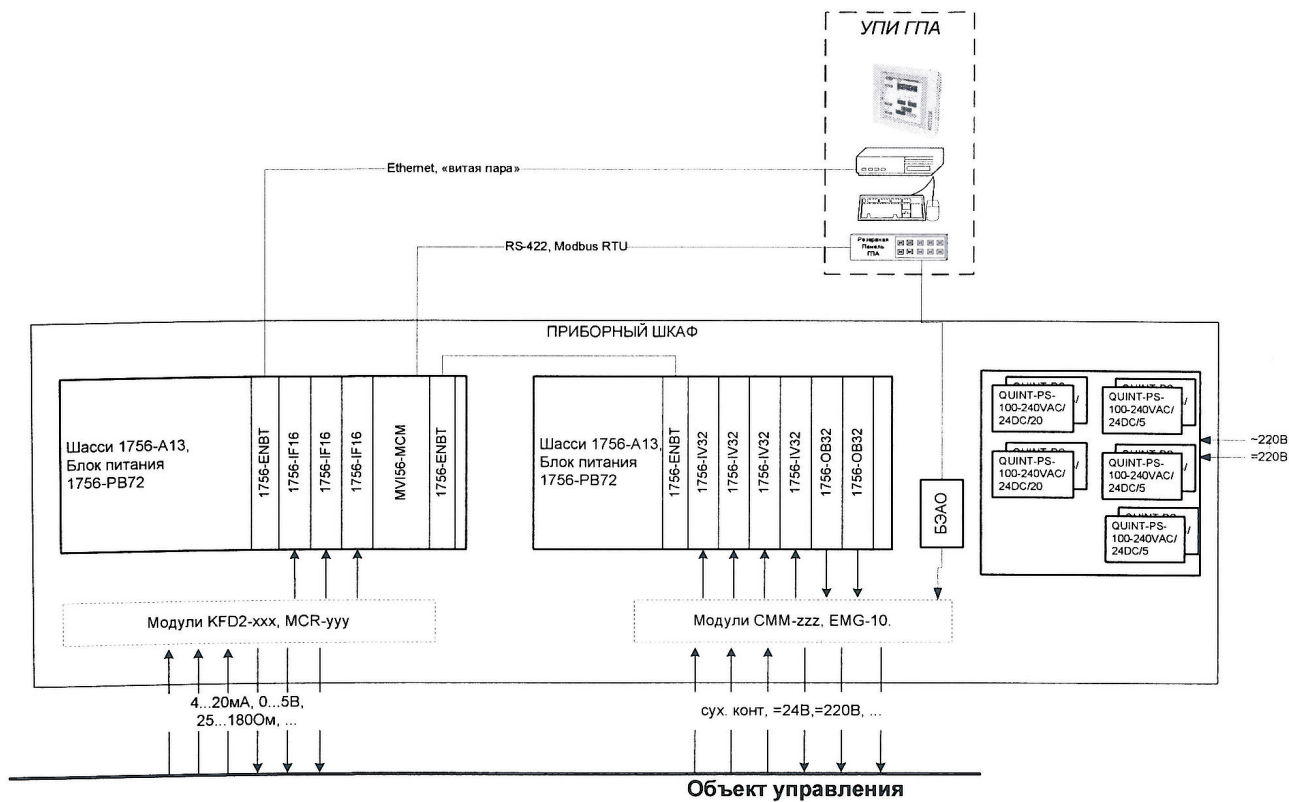 УПИ ГПА
Ethernet, «витая пара»
RS-422, Modbus RTU
Резервная
Панель
ГПА
ПРИБОРНЫЙ ШКАФ
Шасси 1756-А13,
Блок питания
1756-PB72
1756-ENBT
1756-IF16
1756-IF16
1756-IF16
MVI56-MCM
1756-ENBT
Шасси 1756-А13,
Блок питания
1756-PB72
1756-ENBT
1756-IV32
1756-IV32
1756-IV32
1756-IV32
1756-OB32
1756-OB32
БЭАО
QUINT-PS-
100-240VAC/
24DC/20
QUINT-PS-
100-240VAC/
24DC/5
QUINT-PS-
100-240VAC/
24DC/20
QUINT-PS-
100-240VAC/
24DC/5
QUINT-PS-
100-240VAC/
24DC/5
~220В
=220В
Модули KFD2-xxx, MCR-yyy
Модули CMM-zzz, EMG-10.
4...20мА, 0...5В,
25...180Ом, ...
сух. конт, =24В,=220В, ...
Объект управления